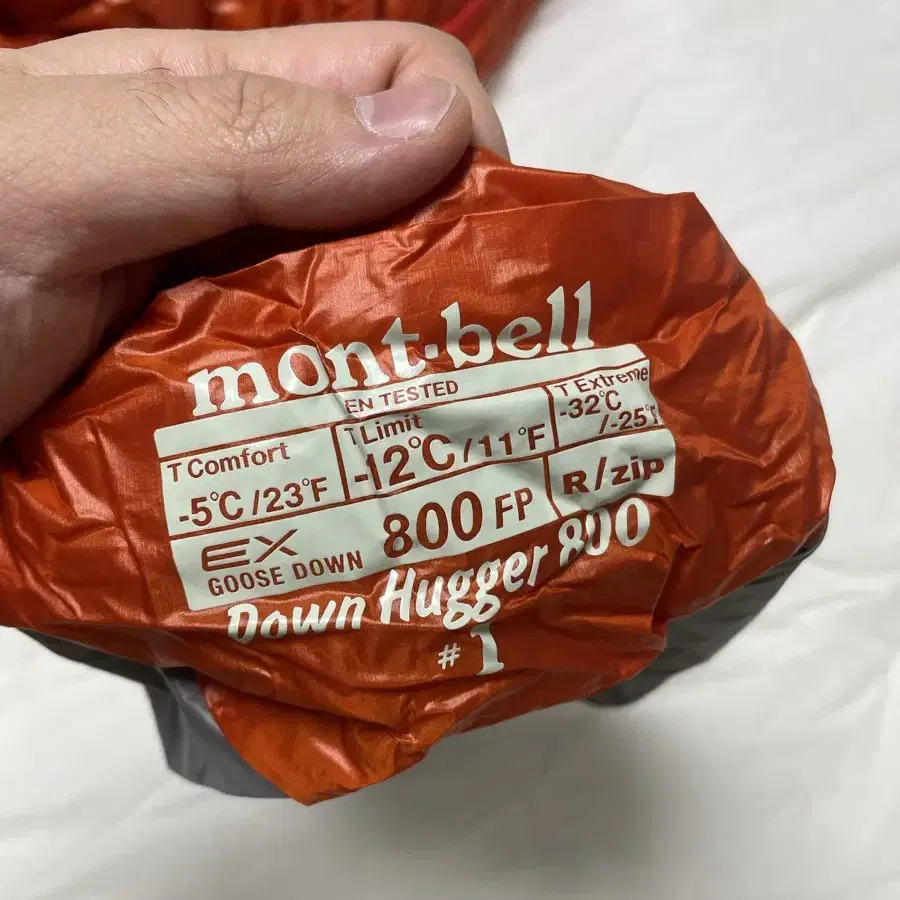 mont·bell
EN TESTED
T Comfort
-5℃/23°F
T Limit
-12℃/11°F
T Extreme
-32℃
/-25°F
EX
GOOSE DOWN
800 FP
R/zip
Down Hugger 800
#1